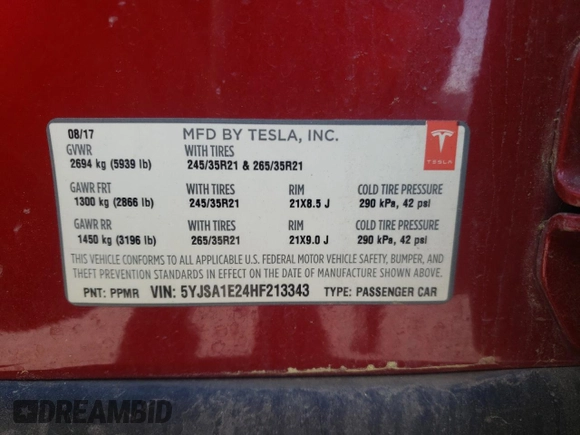 08/17 MFD BY TESLA, INC.
GVWR WITH TIRES
2694 kg (5939 lb) 245/35R21 & 265/35R21
TESLA
GAWR FRT WITH TIRES RIM COLD TIRE PRESSURE
1300 kg (2866 lb) 245/35R21 21X8.5 J 290 kPa, 42 psi
GAWR RR WITH TIRES RIM COLD TIRE PRESSURE
1450 kg (3196 lb) 265/35R21 21X9.0 J 290 kPa, 42 psi
THIS VEHICLE CONFORMS TO ALL APPLICABLE U.S. FEDERAL MOTOR VEHICLE SAFETY, BUMPER, AND
THEFT PREVENTION STANDARDS IN EFFECT ON THE DATE OF MANUFACTURE SHOWN ABOVE.
PNT: PPMR VIN: 5YJSA1E24HF213343 TYPE: PASSENGER CAR
DREAMBID